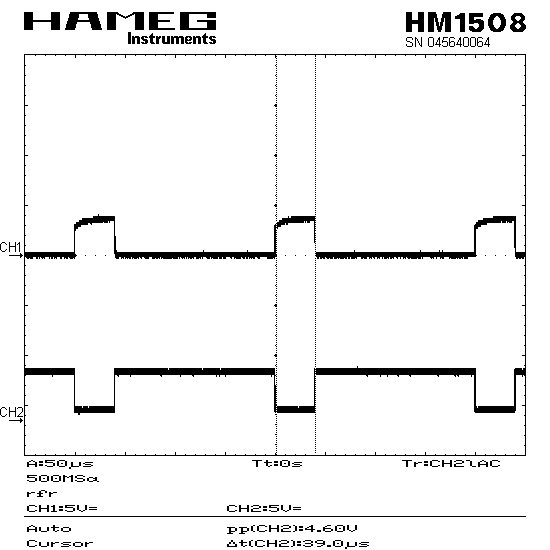 HAMEG
Instruments
HM1508
SN 045640064
CH1
CH2
A:50µs Tt:0s Tr:CH2~AC
500MSa
rfr
CH1:5V= CH2:5V=
Auto pp(CH2):4.60V
Cursor Δt(CH2):39.0µs